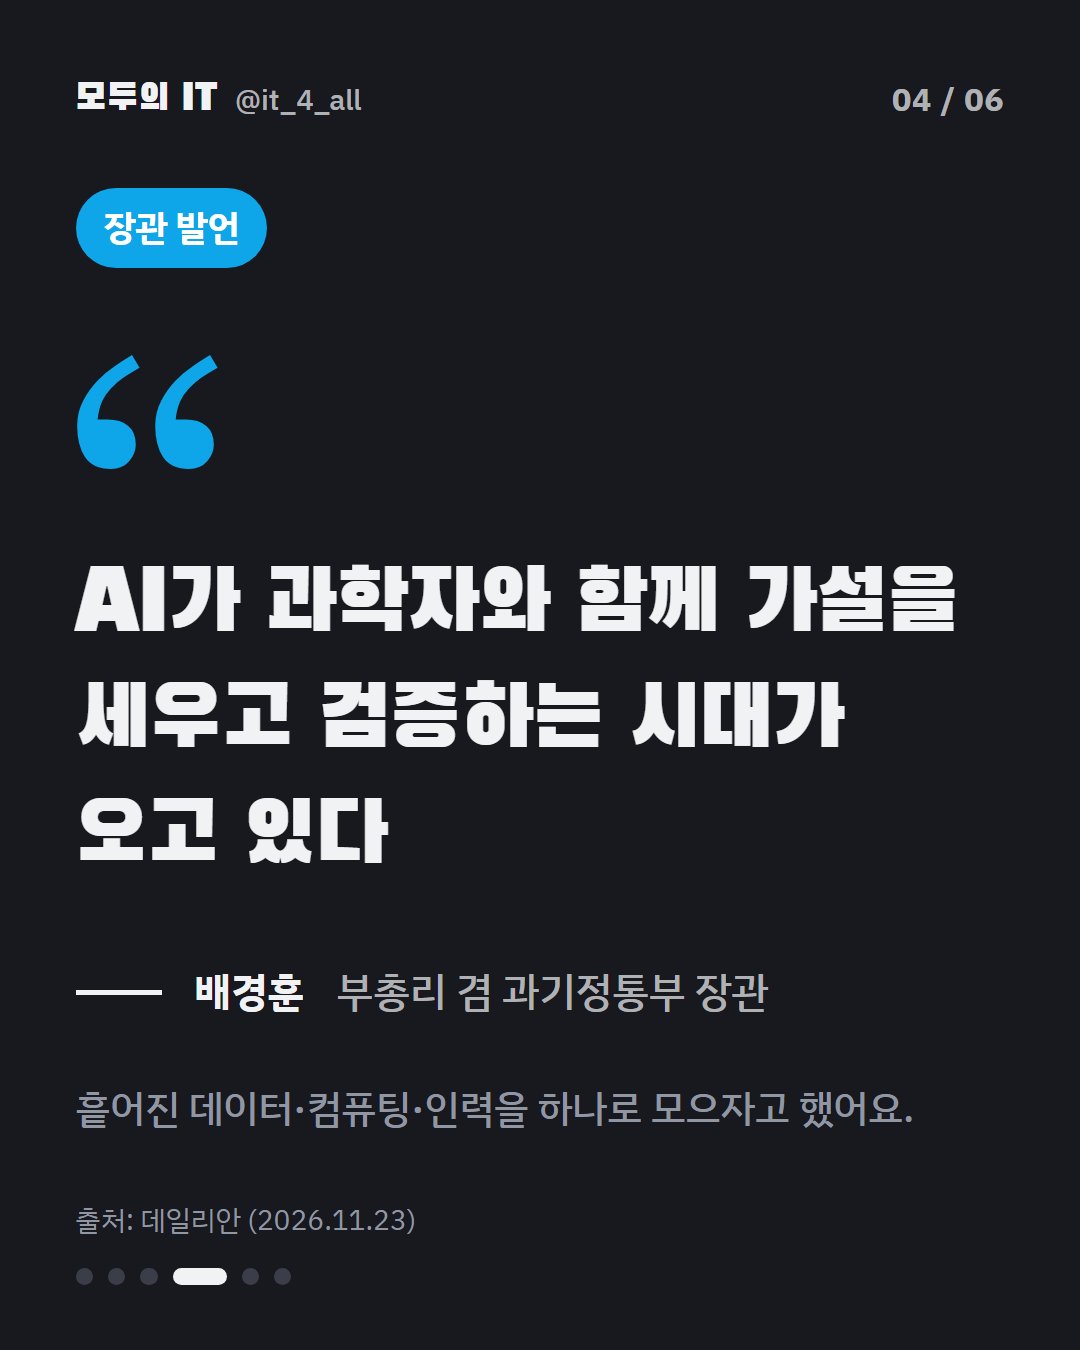 모두의 IT @it_4_all
04 / 06
장관 발언
“
AI가 과학자와 함께 가설을
세우고 검증하는 시대가
오고 있다
— 배경훈 부총리 겸 과기정통부 장관
흩어진 데이터·컴퓨팅·인력을 하나로 모으자고 했어요.
출처: 데일리안 (2026.11.23)